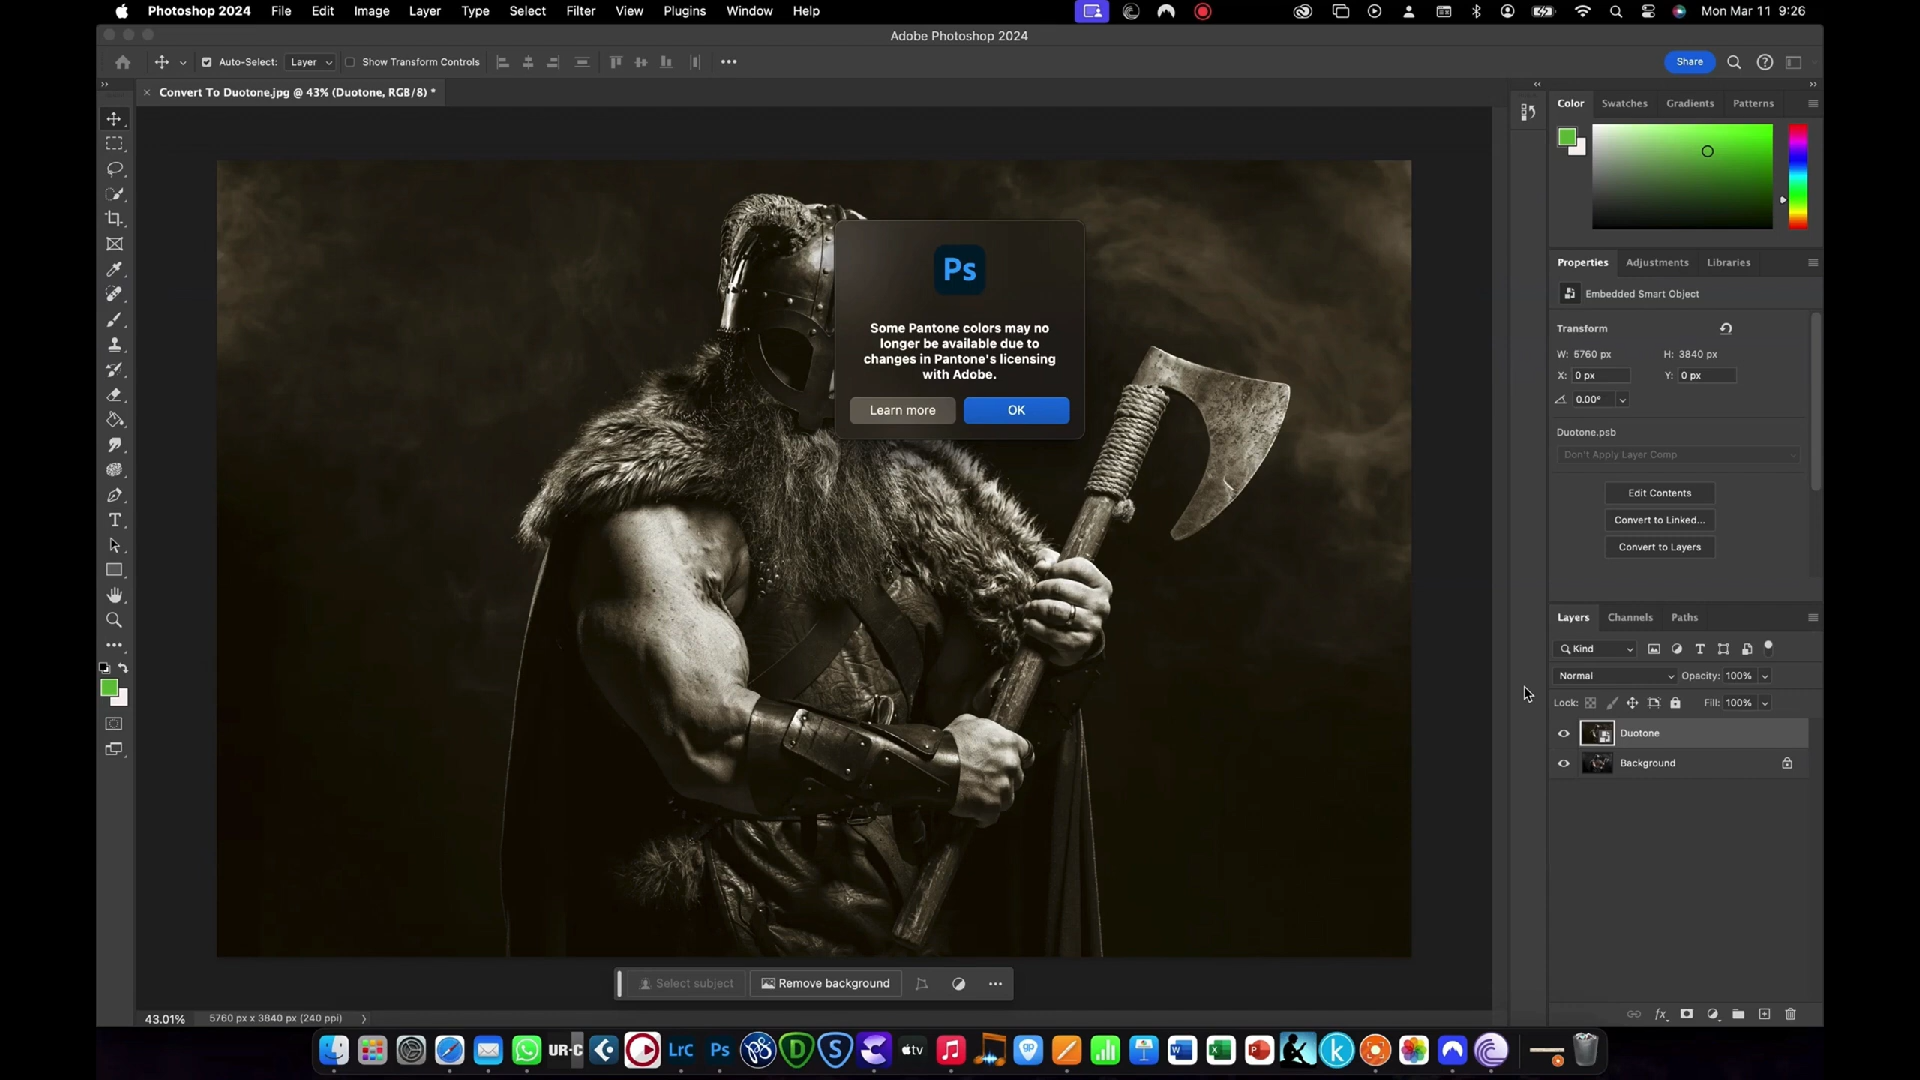 Photoshop 2024 File Edit Image Layer Type Select Filter View Plugins Window Help Mon Mar 11 9:26
Adobe Photoshop 2024
Auto-Select: Layer Show Transform Controls Share
Convert To Duotone.jpg @ 43% (Duotone, RGB/8) *
Color Swatches Gradients Patterns
Properties Adjustments Libraries
Embedded Smart Object
Transform
W: 5760 px H: 3840 px
X: 0 px Y: 0 px
0.00°
Duotone.psb
Don't Apply Layer Comp
Edit Contents
Convert to Linked...
Convert to Layers
Ps
Some Pantone colors may no
longer be available due to
changes in Pantone's licensing
with Adobe.
Learn more OK
Layers Channels Paths
Kind
Normal Opacity: 100%
Lock: Fill: 100%
Duotone
Background
Select subject Remove background
43.01% 5760 px x 3840 px (240 ppi)
UR-C LrC Ps D S tv gp W X P k